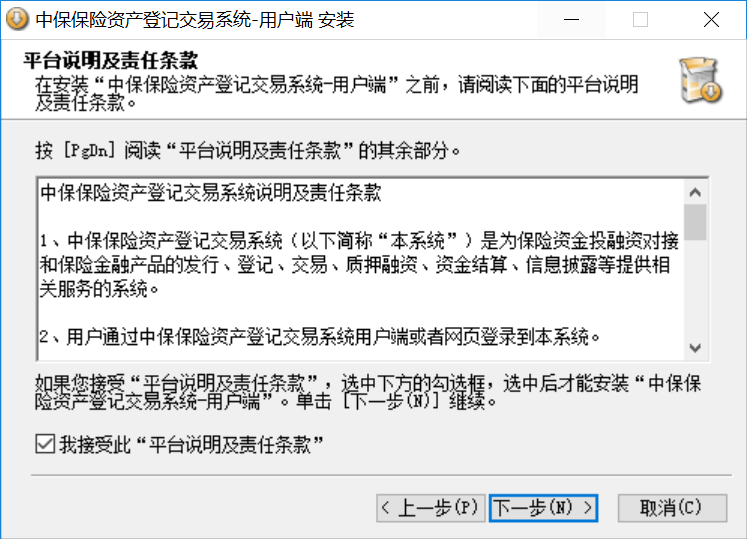 中保保险资产登记交易系统-用户端 安装
平台说明及责任条款
在安装“中保保险资产登记交易系统-用户端”之前，请阅读下面的平台说明
及责任条款。
按 [PgDn] 阅读“平台说明及责任条款”的其余部分。
中保保险资产登记交易系统说明及责任条款
1、中保保险资产登记交易系统（以下简称“本系统”）是为保险资金投融资对接
和保险金融产品的发行、登记、交易、质押融资、资金结算、信息披露等提供相
关服务的系统。
2、用户通过中保保险资产登记交易系统用户端或者网页登录到本系统。
如果您接受“平台说明及责任条款”，选中下方的勾选框，选中后才能安装“中保保
险资产登记交易系统-用户端”。单击 [下一步(N)] 继续。
我接受此“平台说明及责任条款”
< 上一步(P)
下一步(N) >
取消(C)